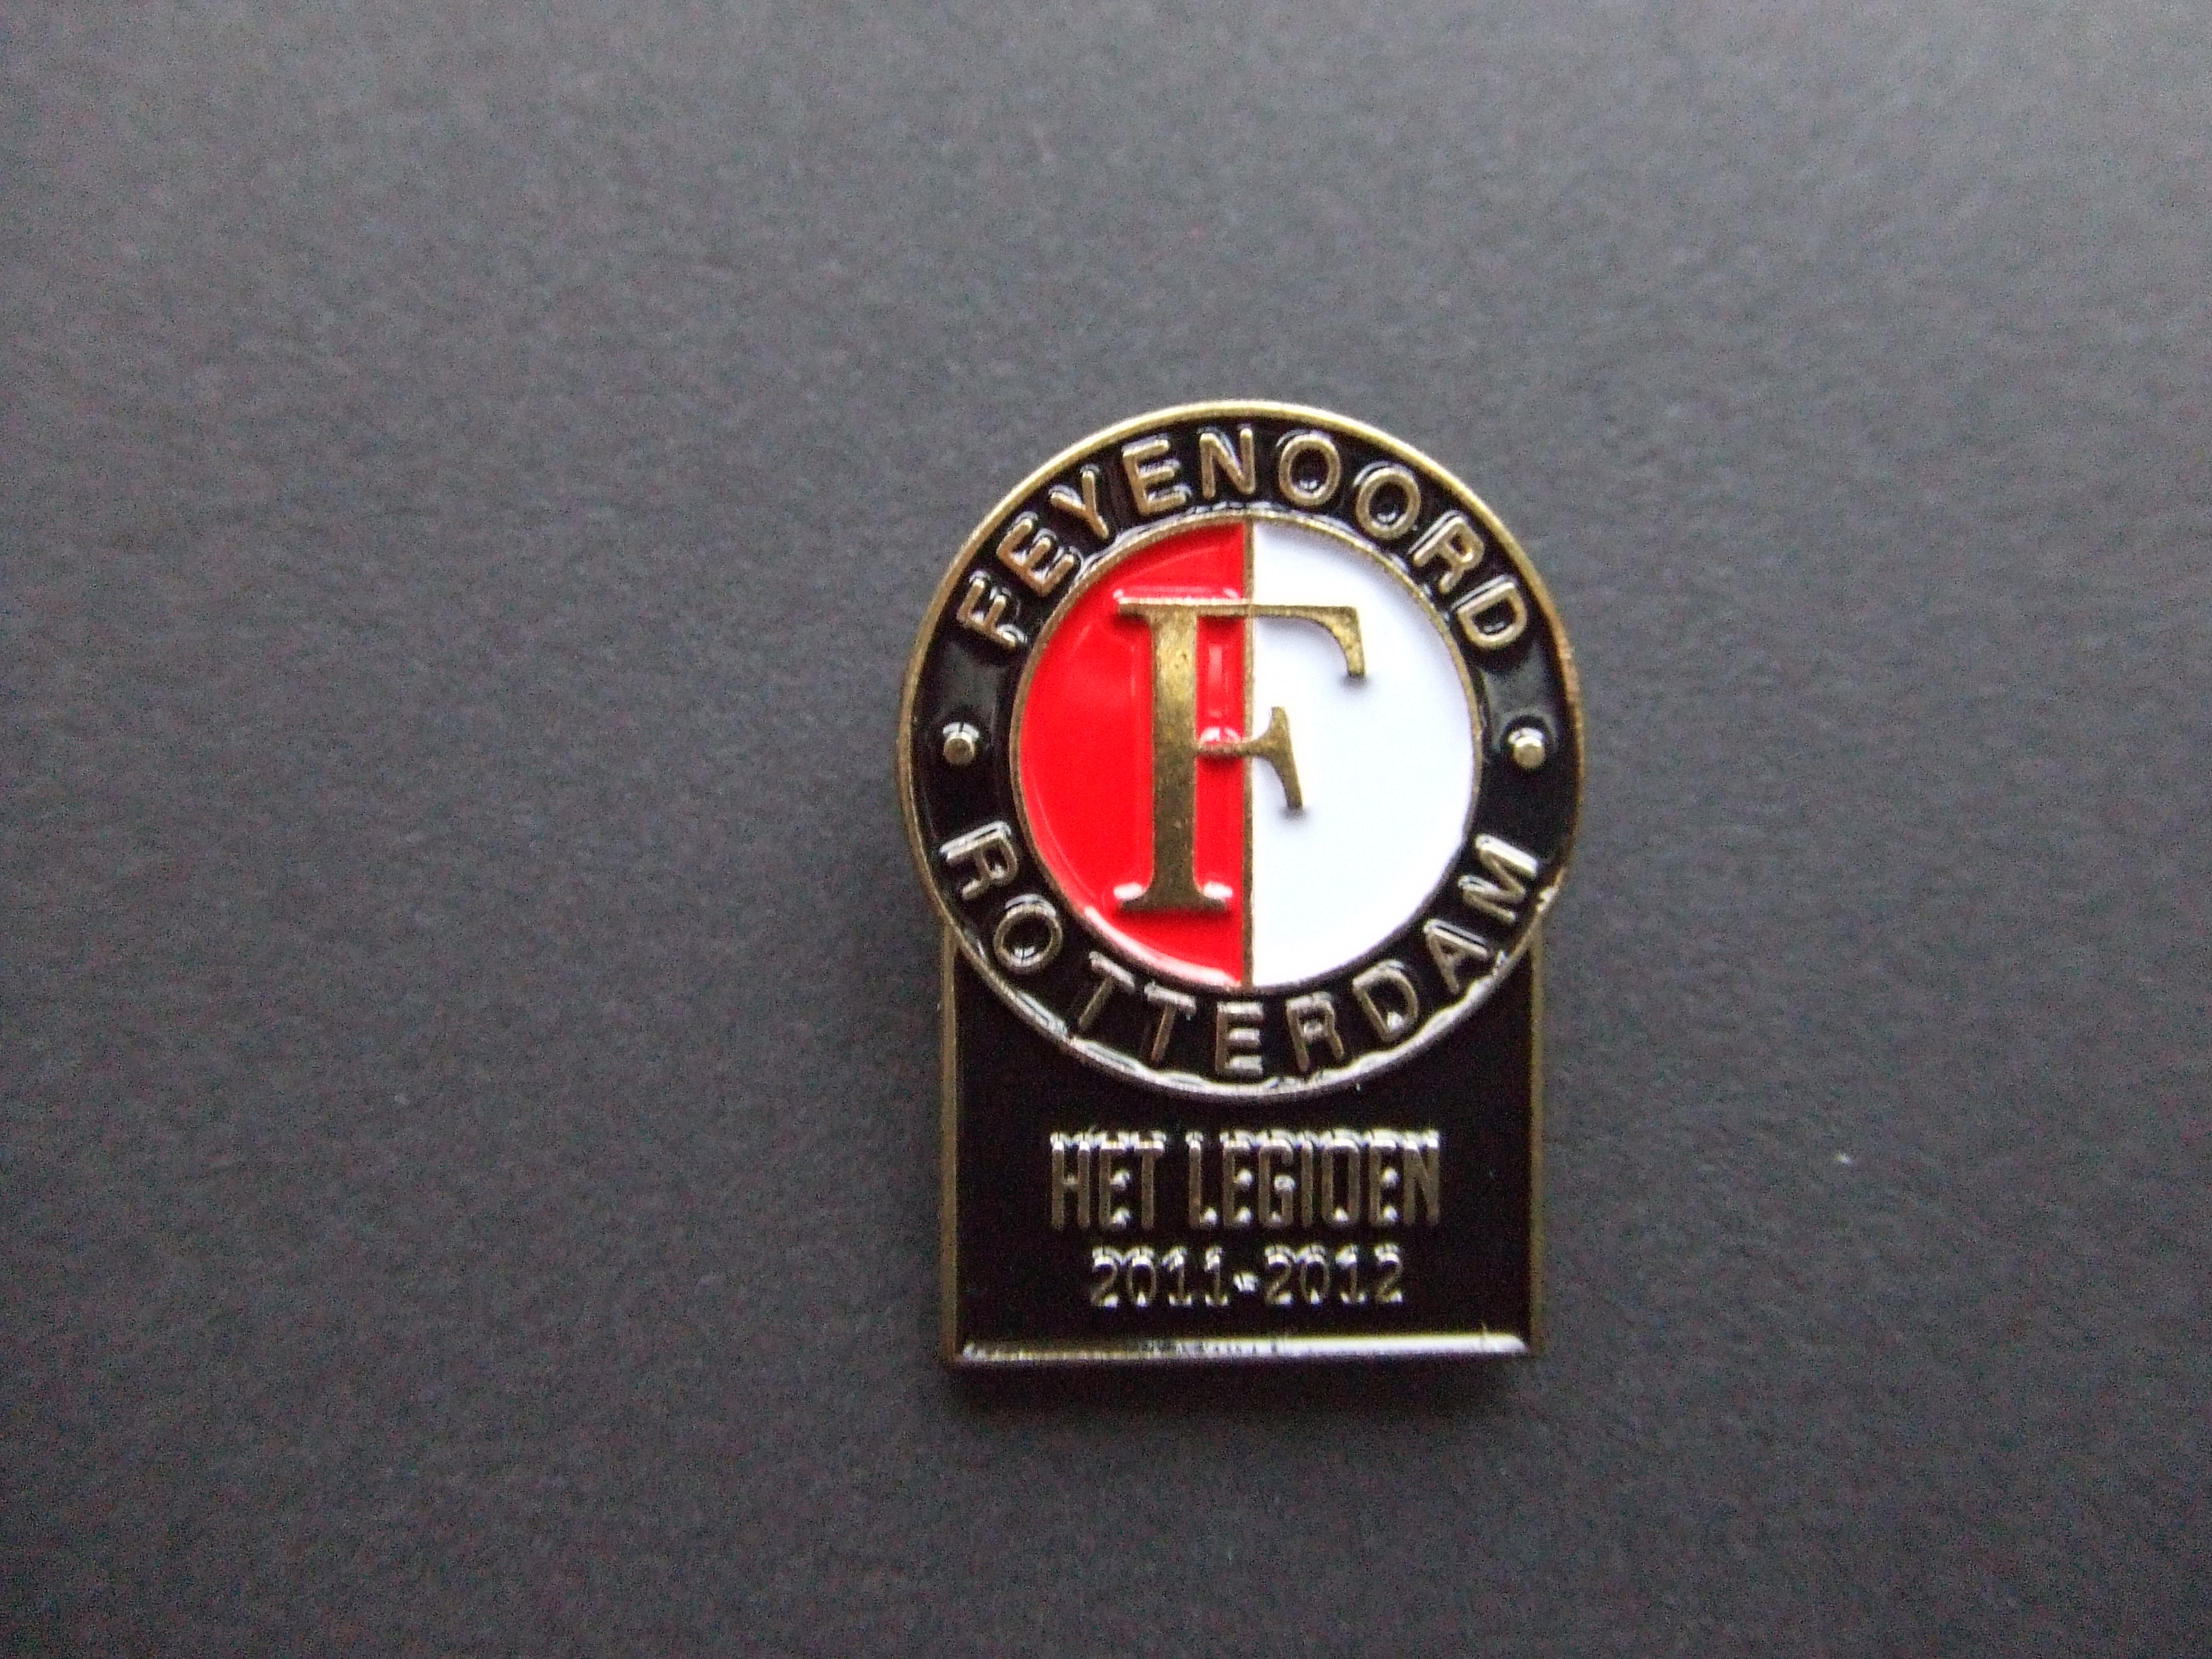 FEYENOORD
F
ROTTERDAM
HET LEGIOEN
2011-2012